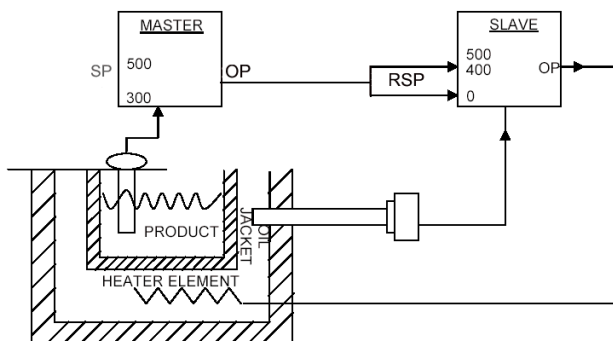 MASTER
SP
500
OP
300
SLAVE
500
400
OP
RSP
0
PRODUCT
OIL
JACKET
HEATER ELEMENT